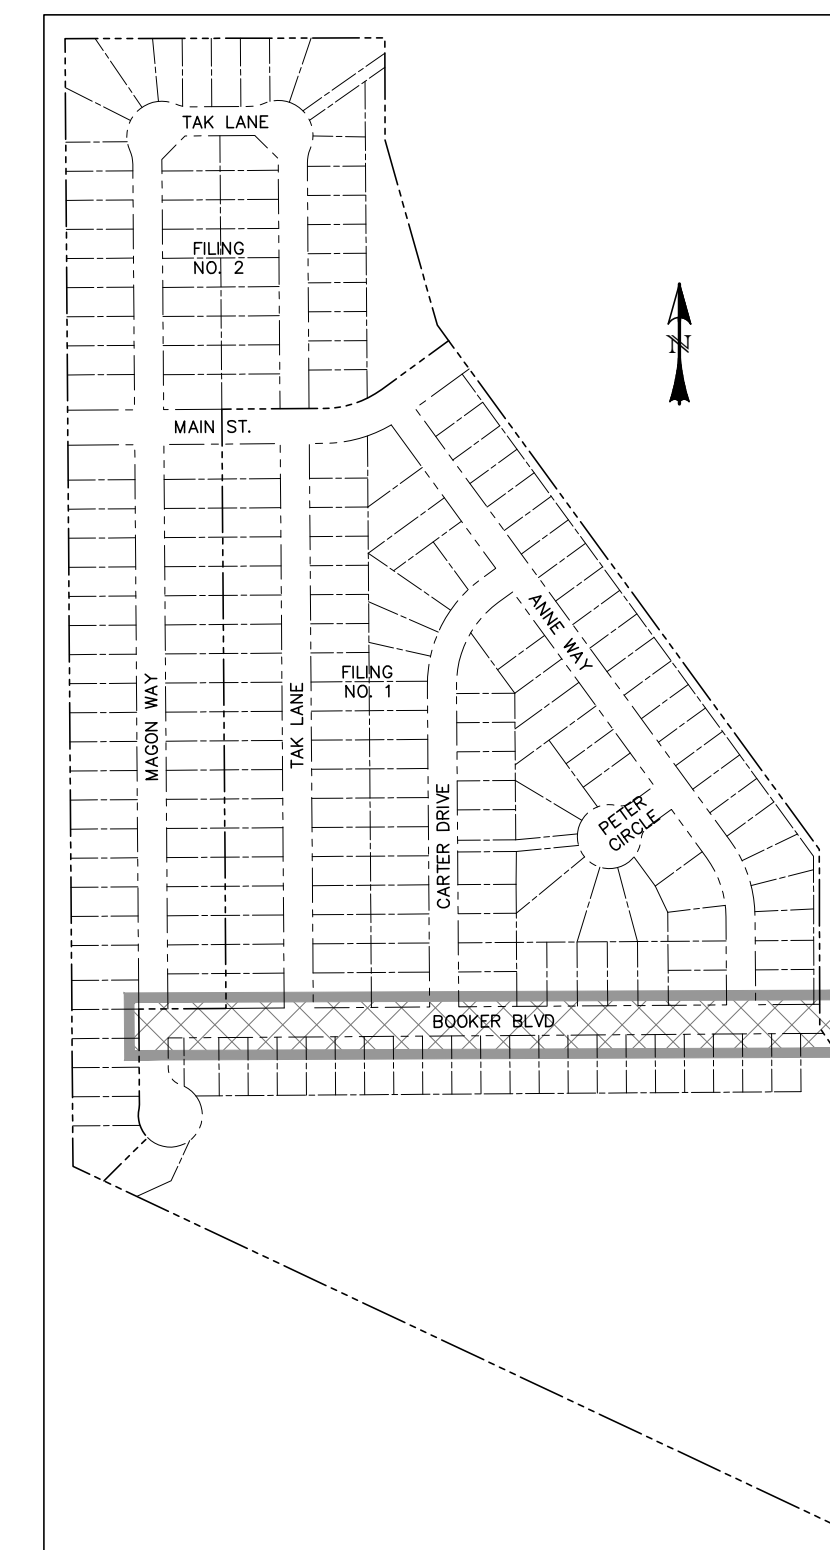 TAK LANE
FILING
NO. 2
N
MAIN ST.
ANNE WAY
FILING
NO. 1
MAGON WAY
TAK LANE
CARTER DRIVE
PETER
CIRCLE
BOOKER BLVD